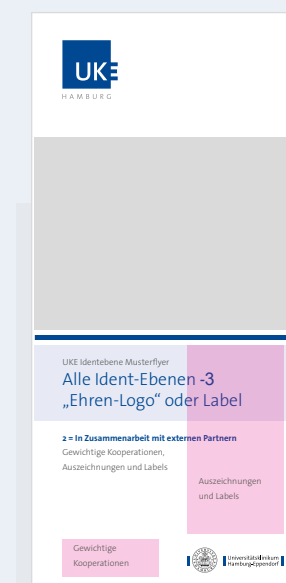 UKE
HAMBURG
UKE Identebene Musterflyer
Alle Ident-Ebenen -3
„Ehren-Logo“ oder Label
2 = In Zusammenarbeit mit externen Partnern
Gewichtige Kooperationen,
Auszeichnungen und Labels
Auszeichnungen
und Labels
Gewichtige
Kooperationen
Universitätsklinikum
Hamburg-Eppendorf